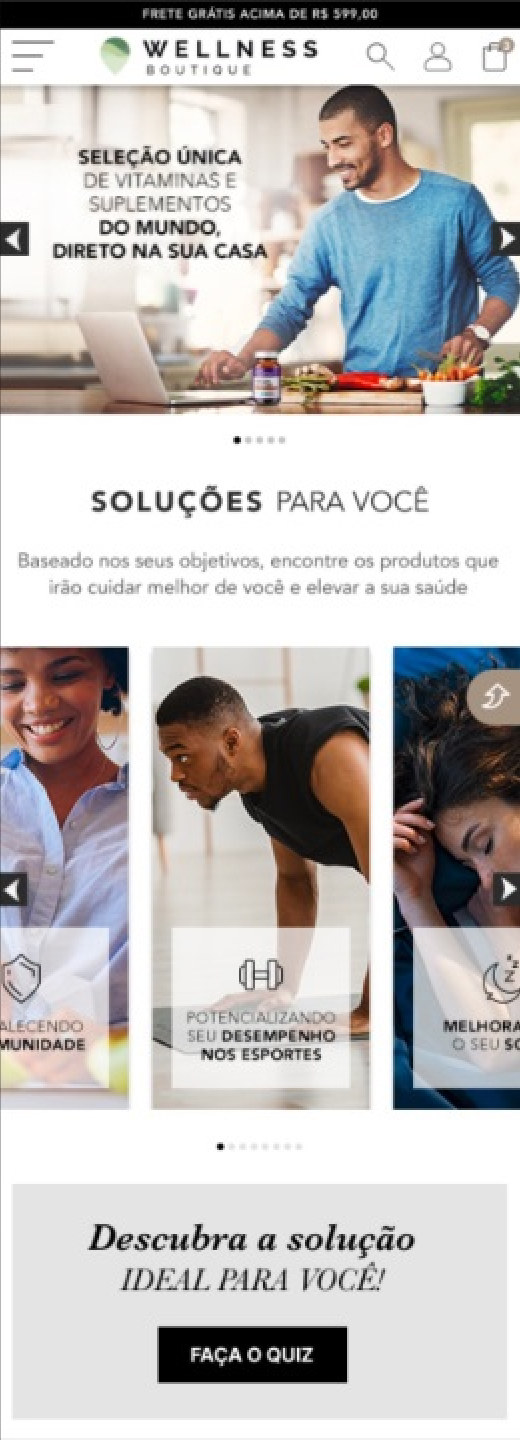 FRETE GRÁTIS ACIMA DE R$ 599,00
WELLNESS
BOUTIQUE
SELEÇÃO ÚNICA
DE VITAMINAS E
SUPLEMENTOS
DO MUNDO,
DIRETO NA SUA CASA
SOLUÇÕES PARA VOCÊ
Baseado nos seus objetivos, encontre os produtos que
irão cuidar melhor de você e elevar a sua saúde
ALECENDO
MUNIDADE
POTENCIALIZANDO
SEU DESEMPENHO
NOS ESPORTES
MELHORA
O SEU SO
Descubra a solução
IDEAL PARA VOCÊ!
FAÇA O QUIZ